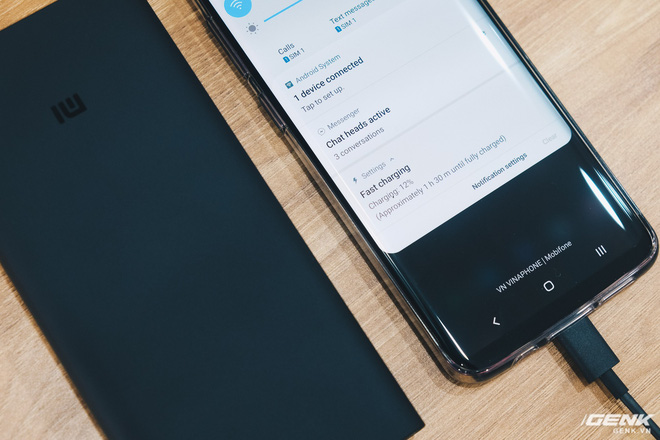 Calls
SIM 1
Text messages
SIM 1
Android System
1 device connected
Tap to set up.
Messenger
Chat heads active
3 conversations
Settings
Fast charging
Charging: 12%
(Approximately 1 h 30 m until fully charged)
Notification settings
Clear
VN VINAPHONE | Mobifone
GENK
GENK.VN